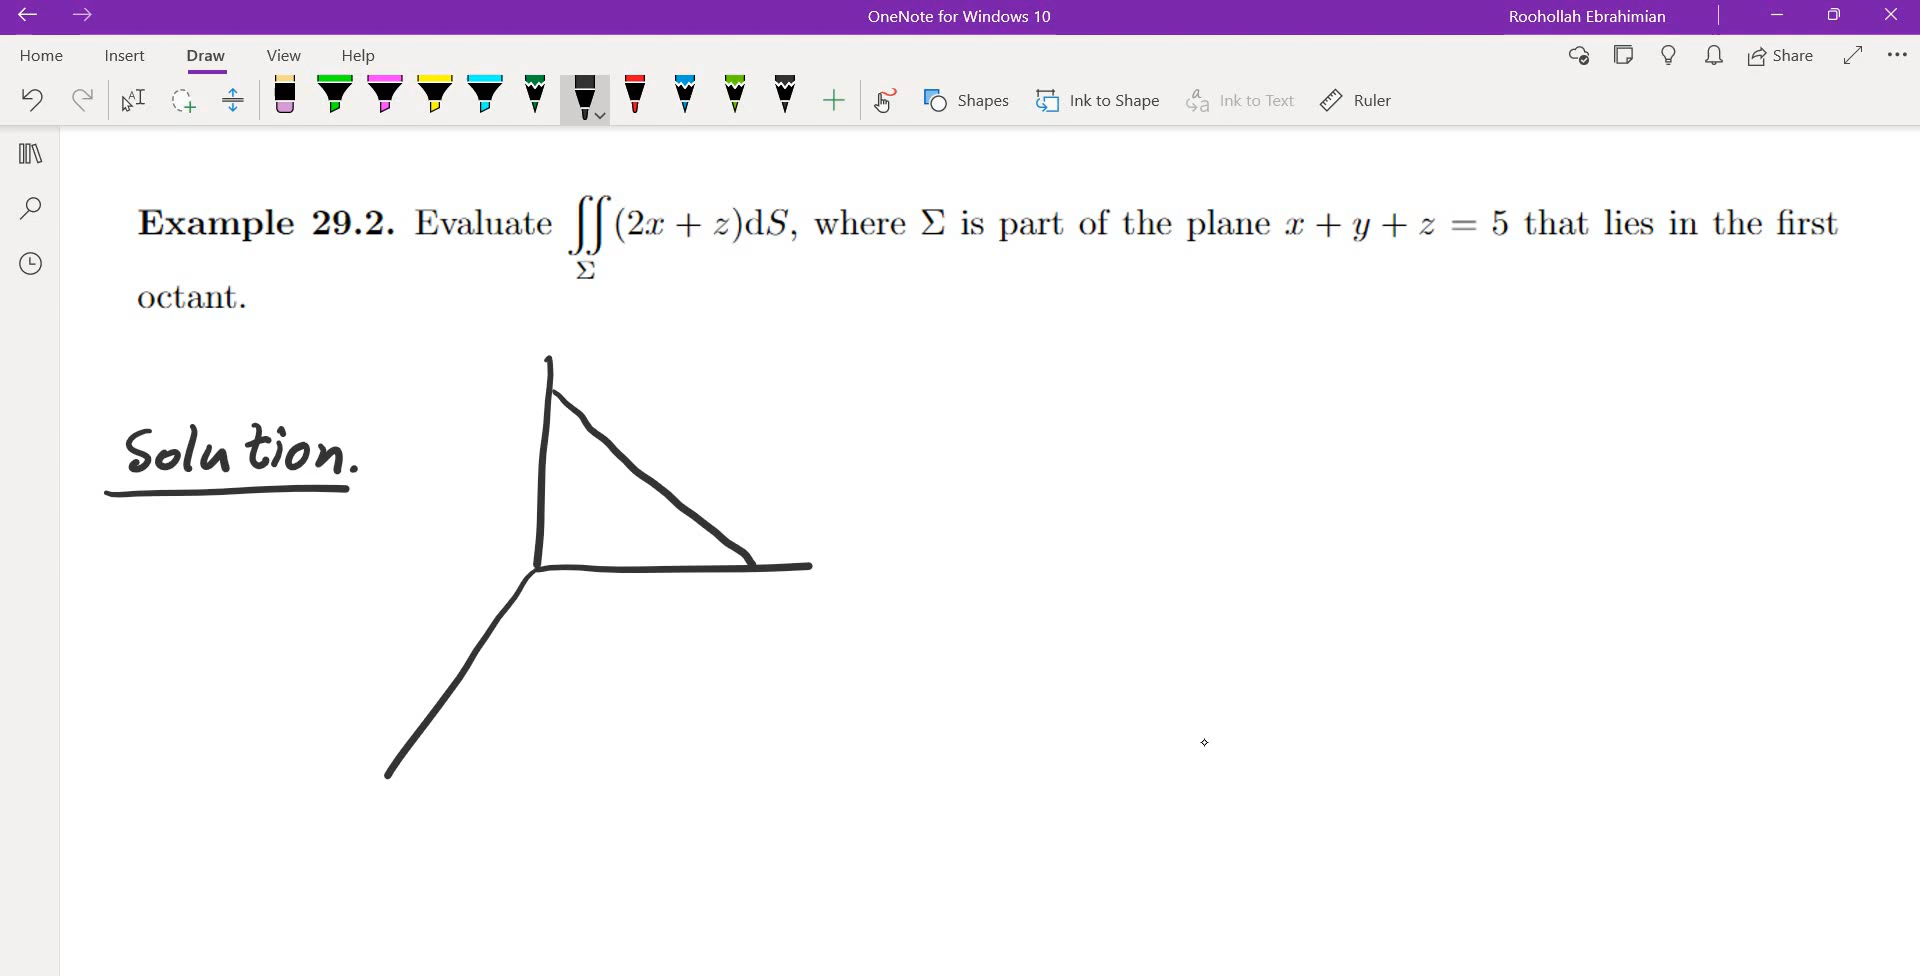 OneNote for Windows 10
Roohollah Ebrahimian
Home Insert Draw View Help
Share
Shapes Ink to Shape Ink to Text Ruler
Example 29.2. Evaluate ∬(2x + z)dS, where Σ is part of the plane x + y + z = 5 that lies in the first
Σ
octant.
Solution.